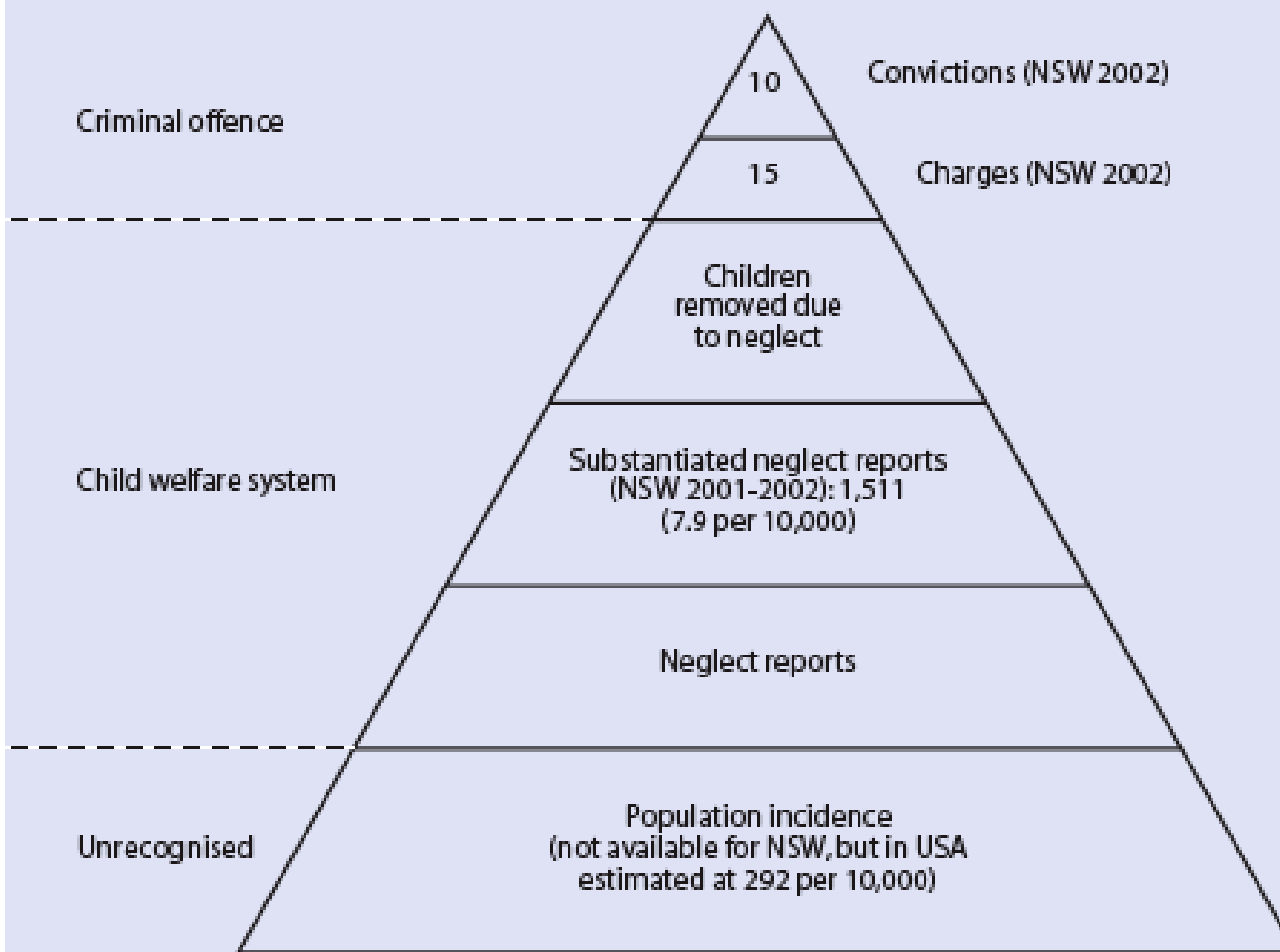 10
Convictions (NSW 2002)
Criminal offence
15
Charges (NSW 2002)
Children
removed due
to neglect
Child welfare system
Substantiated neglect reports
(NSW 2001-2002): 1,511
(7.9 per 10,000)
Neglect reports
Unrecognised
Population incidence
(not available for NSW, but in USA
estimated at 292 per 10,000)